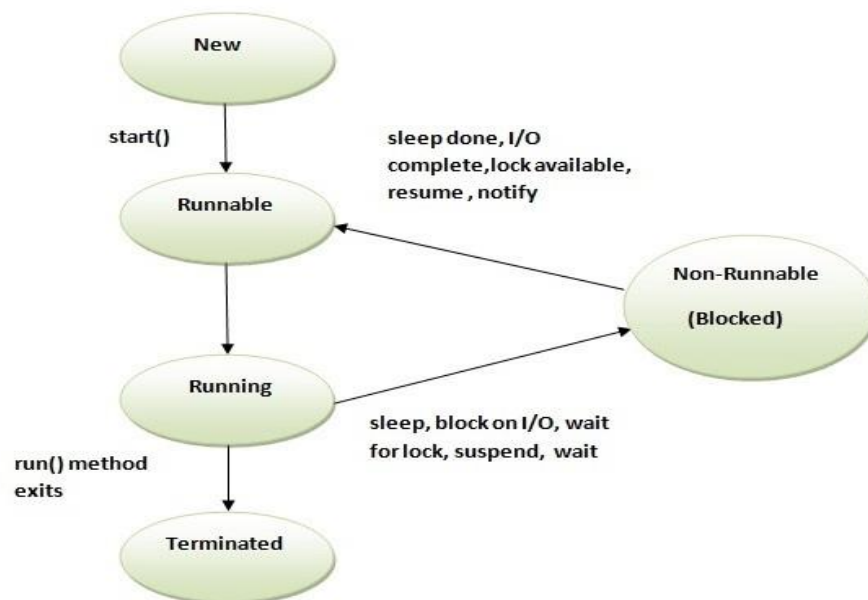 New
start()
sleep done, I/O
complete,lock available,
resume , notify
Runnable
Non-Runnable
(Blocked)
Running
sleep, block on I/O, wait
for lock, suspend, wait
run() method
exits
Terminated